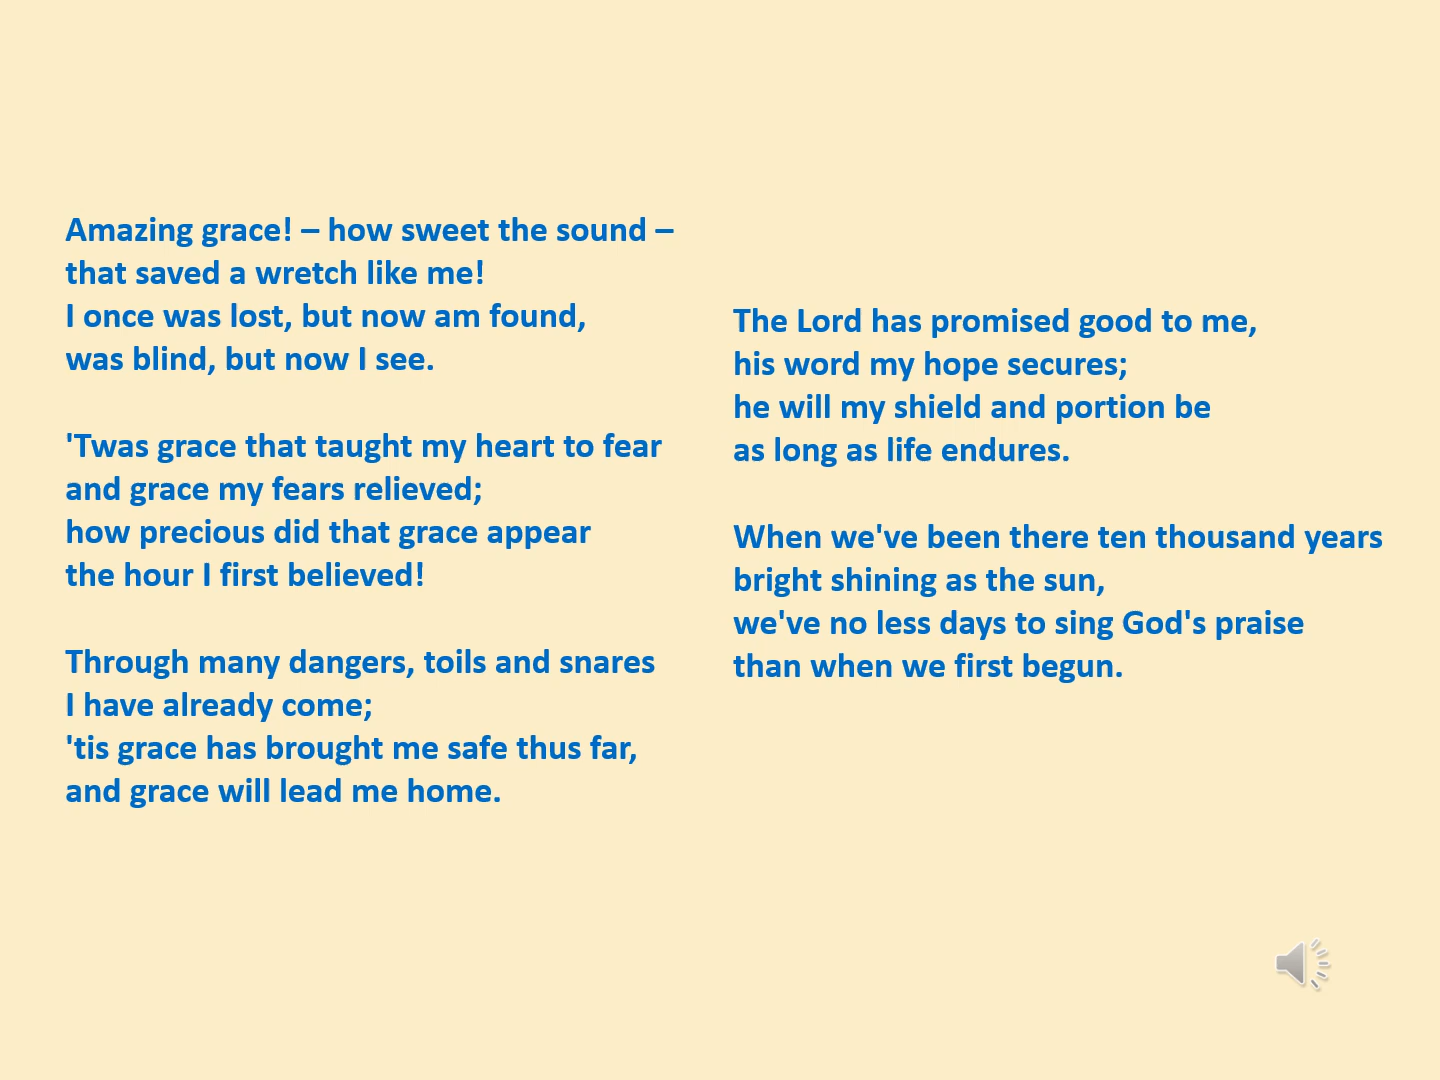 Amazing grace! – how sweet the sound –
that saved a wretch like me!
I once was lost, but now am found,
was blind, but now I see.

'Twas grace that taught my heart to fear
and grace my fears relieved;
how precious did that grace appear
the hour I first believed!

Through many dangers, toils and snares
I have already come;
'tis grace has brought me safe thus far,
and grace will lead me home.

The Lord has promised good to me,
his word my hope secures;
he will my shield and portion be
as long as life endures.

When we've been there ten thousand years
bright shining as the sun,
we've no less days to sing God's praise
than when we first begun.